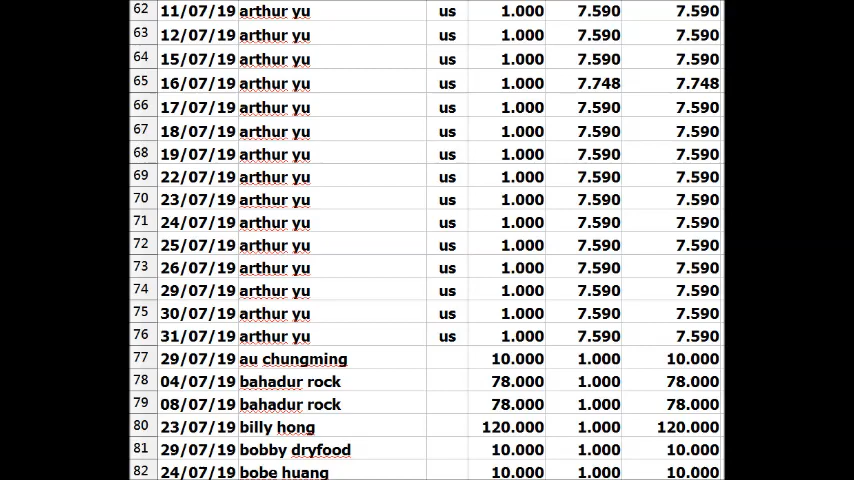 62 11/07/19 arthur yu us 1.000 7.590 7.590
63 12/07/19 arthur yu us 1.000 7.590 7.590
64 15/07/19 arthur yu us 1.000 7.590 7.590
65 16/07/19 arthur yu us 1.000 7.748 7.748
66 17/07/19 arthur yu us 1.000 7.590 7.590
67 18/07/19 arthur yu us 1.000 7.590 7.590
68 19/07/19 arthur yu us 1.000 7.590 7.590
69 22/07/19 arthur yu us 1.000 7.590 7.590
70 23/07/19 arthur yu us 1.000 7.590 7.590
71 24/07/19 arthur yu us 1.000 7.590 7.590
72 25/07/19 arthur yu us 1.000 7.590 7.590
73 26/07/19 arthur yu us 1.000 7.590 7.590
74 29/07/19 arthur yu us 1.000 7.590 7.590
75 30/07/19 arthur yu us 1.000 7.590 7.590
76 31/07/19 arthur yu us 1.000 7.590 7.590
77 29/07/19 au chungming 10.000 1.000 10.000
78 04/07/19 bahadur rock 78.000 1.000 78.000
79 08/07/19 bahadur rock 78.000 1.000 78.000
80 23/07/19 billy hong 120.000 1.000 120.000
81 29/07/19 bobby dryfood 10.000 1.000 10.000
82 24/07/19 bobe huang 10.000 1.000 10.000